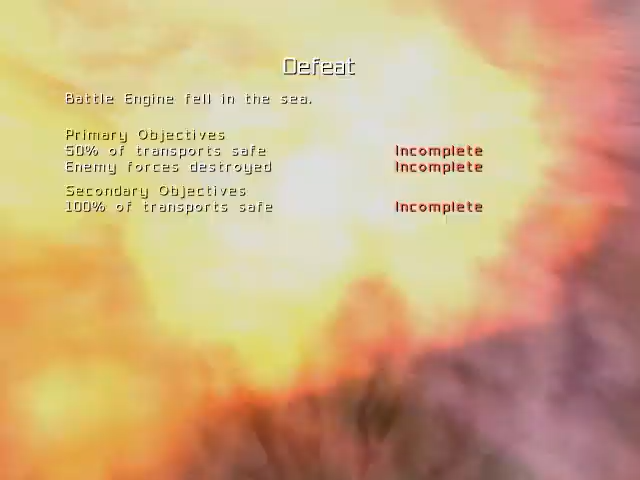 Defeat
Battle Engine fell in the sea.
Primary Objectives
50% of transports safe Incomplete
Enemy forces destroyed Incomplete
Secondary Objectives
100% of transports safe Incomplete